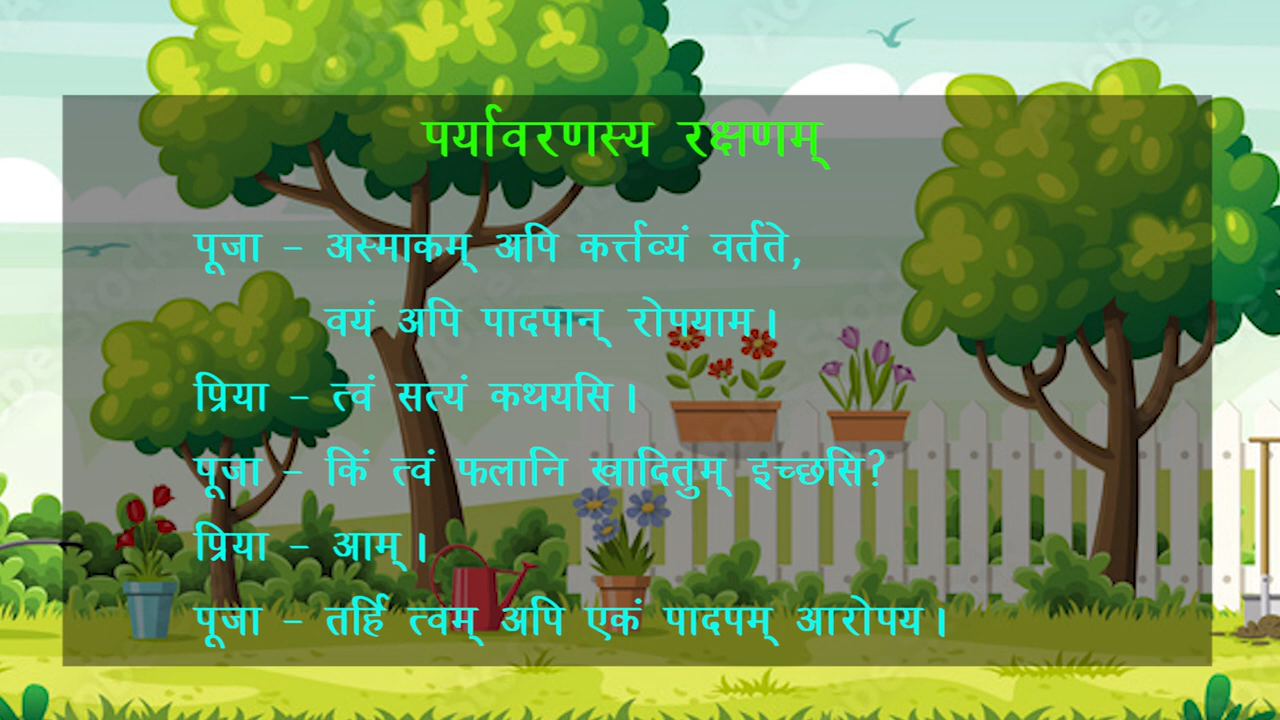 पर्यावरणस्य रक्षणम्
पूजा – अस्माकम् अपि कर्त्तव्यं वर्तते,
वयं अपि पादपान् रोपयाम।
प्रिया – त्वं सत्यं कथयसि।
पूजा – किं त्वं फलानि खादितुम् इच्छसि?
प्रिया – आम्।
पूजा – तर्हि त्वम् अपि एकं पादपम् आरोपय।